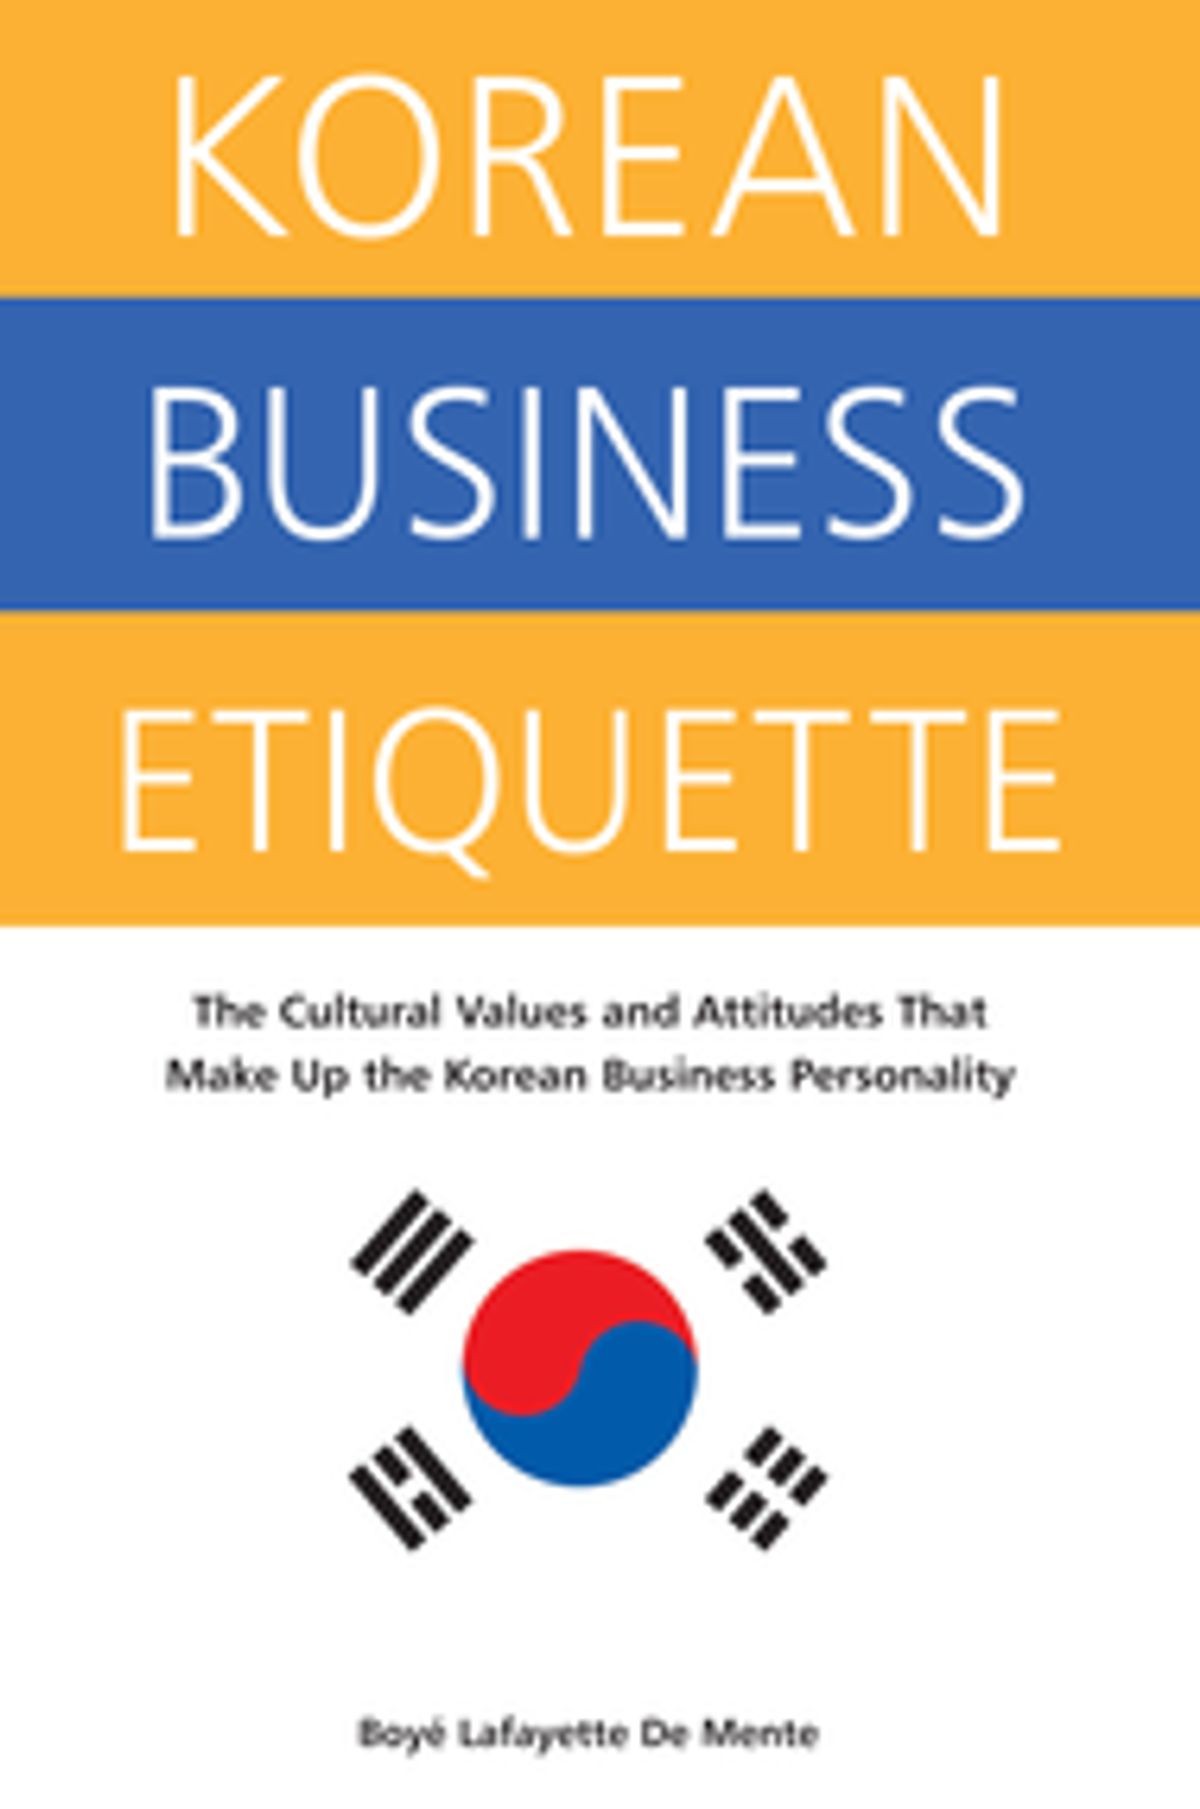 KOREAN
BUSINESS
ETIQUETTE
The Cultural Values and Attitudes That
Make Up the Korean Business Personality
Boyé Lafayette De Mente